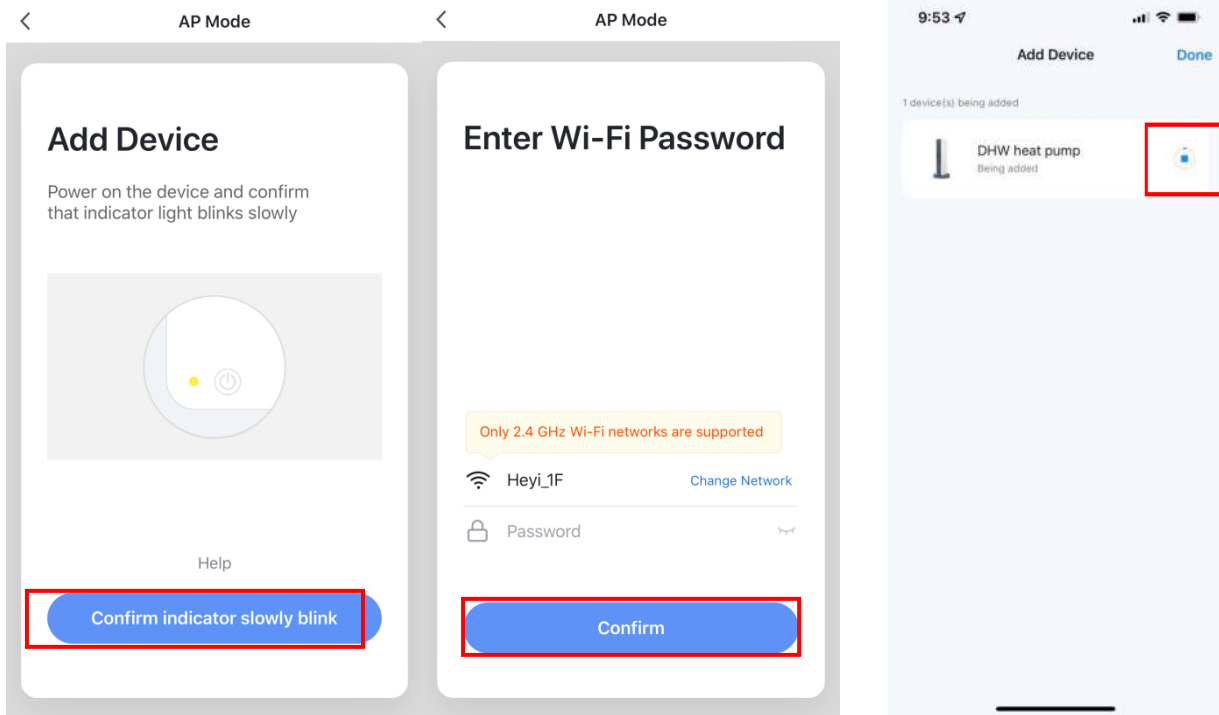 AP Mode
Add Device
Power on the device and confirm
that indicator light blinks slowly
Help
Confirm indicator slowly blink
AP Mode
Enter Wi-Fi Password
Only 2.4 GHz Wi-Fi networks are supported
Heyi_1F
Change Network
Password
Confirm
9:53
Add Device
Done
1 device(s) being added
DHW heat pump
Being added